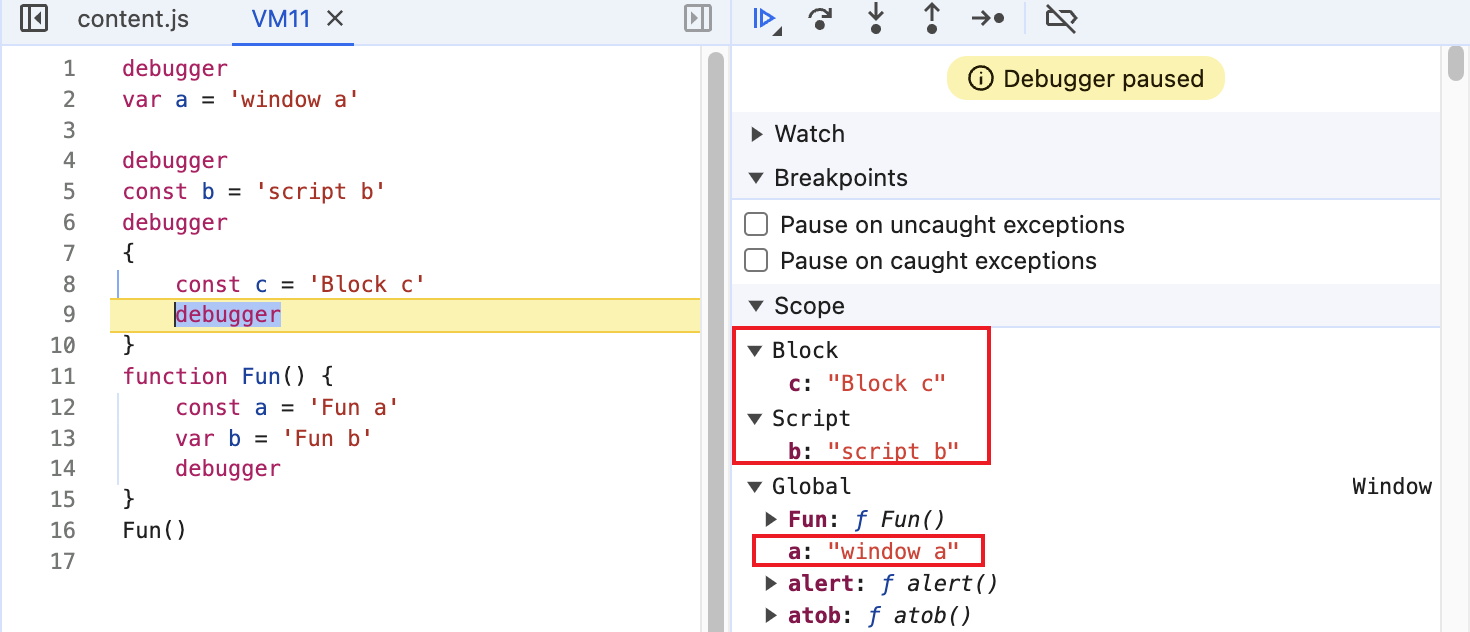 content.js VM11
Debugger paused
1 debugger
2 var a = 'window a'
3
4 debugger
5 const b = 'script b'
6 debugger
7 {
8 const c = 'Block c'
9 debugger
10 }
11 function Fun() {
12 const a = 'Fun a'
13 var b = 'Fun b'
14 debugger
15 }
16 Fun()
17
Watch
Breakpoints
Pause on uncaught exceptions
Pause on caught exceptions
Scope
Block
c: "Block c"
Script
b: "script b"
Global Window
Fun: ƒ Fun()
a: "window a"
alert: ƒ alert()
atob: ƒ atob()